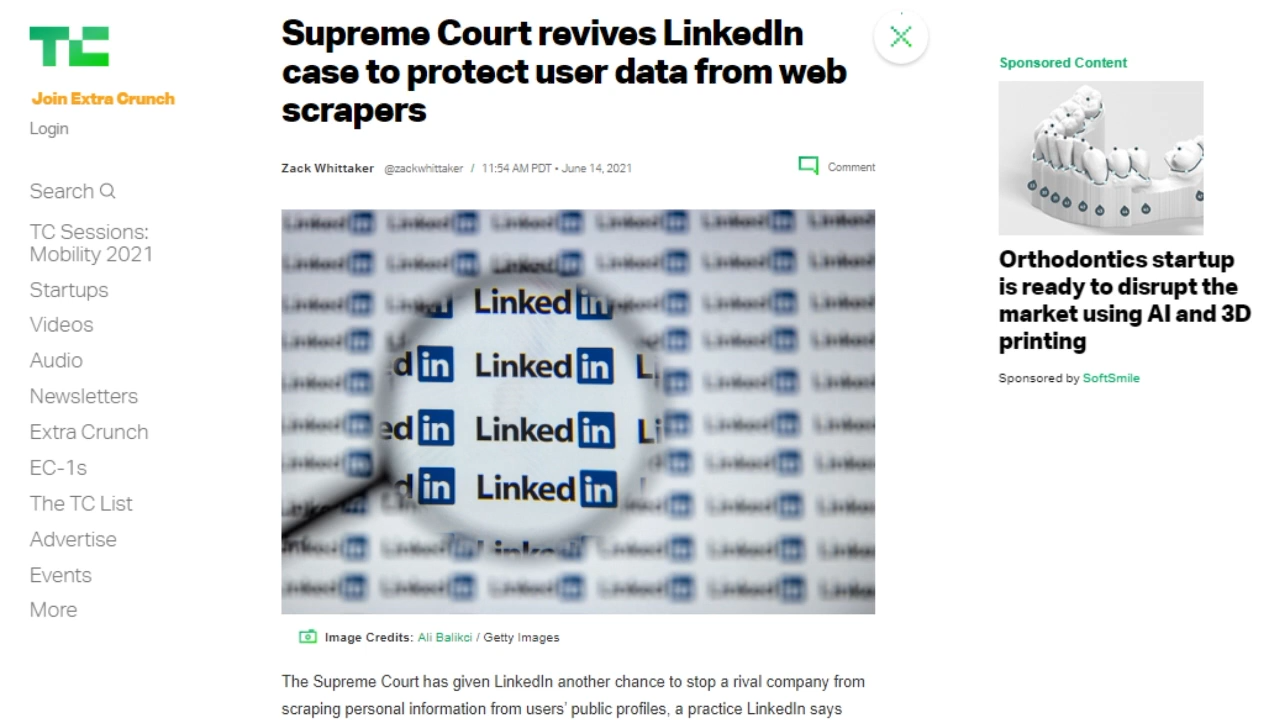 TC
Join Extra Crunch
Login
Search
TC Sessions:
Mobility 2021
Startups
Videos
Audio
Newsletters
Extra Crunch
EC-1s
The TC List
Advertise
Events
More
Supreme Court revives LinkedIn
case to protect user data from web
scrapers
Zack Whittaker @zackwhittaker / 11:54 AM PDT • June 14, 2021
Comment
Linked in
d in Linked in L
ed in Linked in Li
d in Linked in
Image Credits: Ali Balikci / Getty Images
The Supreme Court has given LinkedIn another chance to stop a rival company from
scraping personal information from users' public profiles, a practice LinkedIn says
Sponsored Content
Orthodontics startup
is ready to disrupt the
market using AI and 3D
printing
Sponsored by SoftSmile